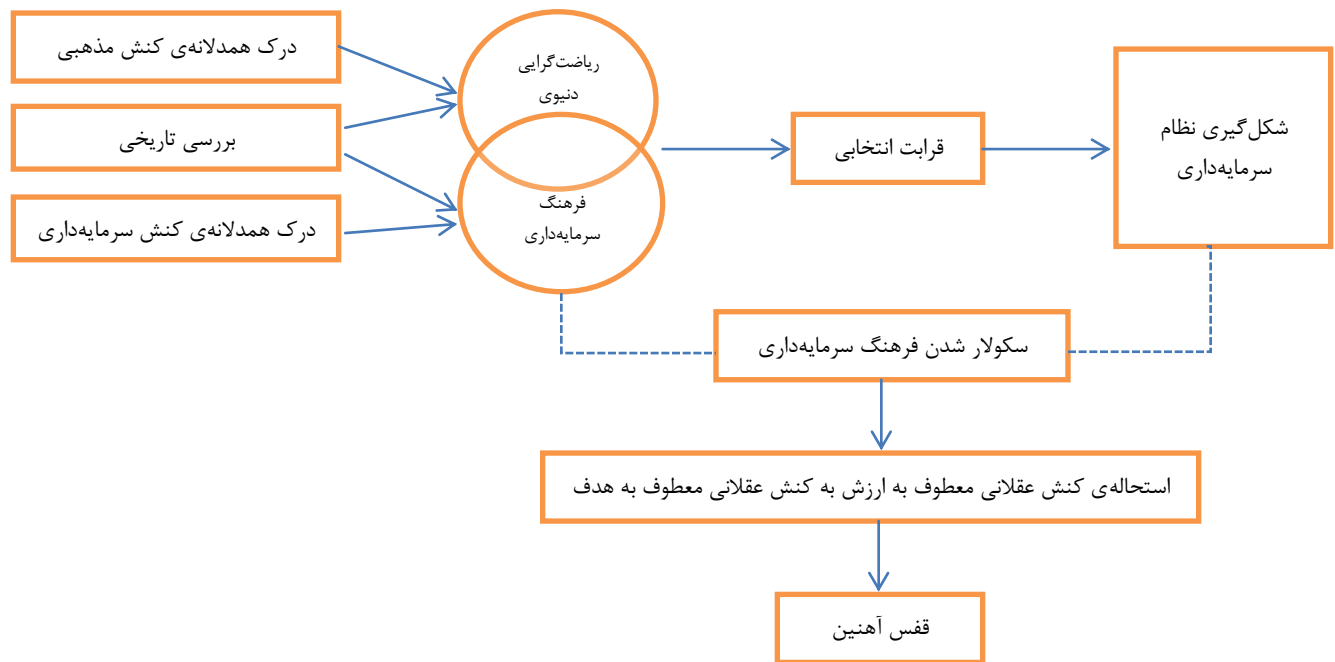 درک همدلانه‌ی کنش مذهبی
بررسی تاریخی
درک همدلانه‌ی کنش سرمایه‌داری
ریاضت‌گرایی
دنیوی
فرهنگ
سرمایه‌داری
قرابت انتخابی
شکل‌گیری نظام
سرمایه‌داری
سکولار شدن فرهنگ سرمایه‌داری
استحاله‌ی کنش عقلانی معطوف به ارزش به کنش عقلانی معطوف به هدف
قفس آهنین